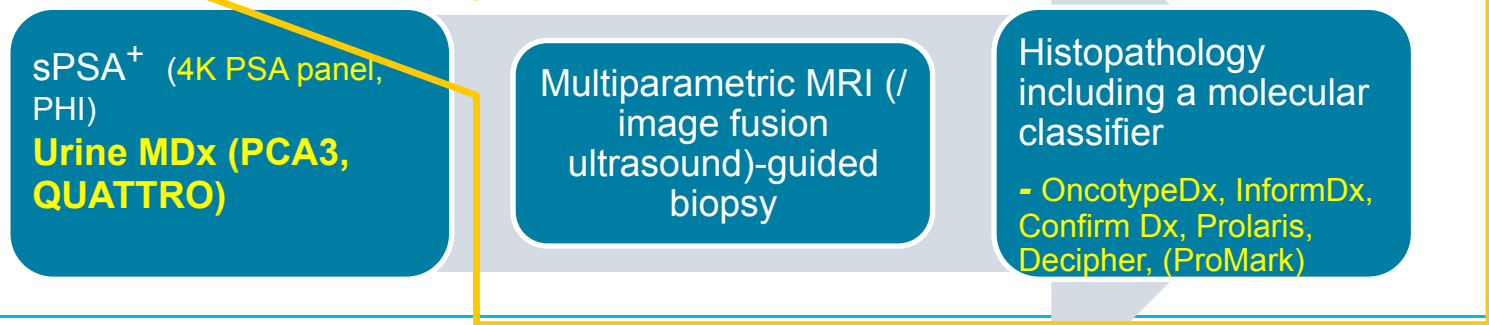 sPSA+ (4K PSA panel,
PHI)
Urine MDx (PCA3,
QUATTRO)
Multiparametric MRI (/
image fusion
ultrasound)-guided
biopsy
Histopathology
including a molecular
classifier
- OncotypeDx, InformDx,
Confirm Dx, Prolaris,
Decipher, (ProMark)